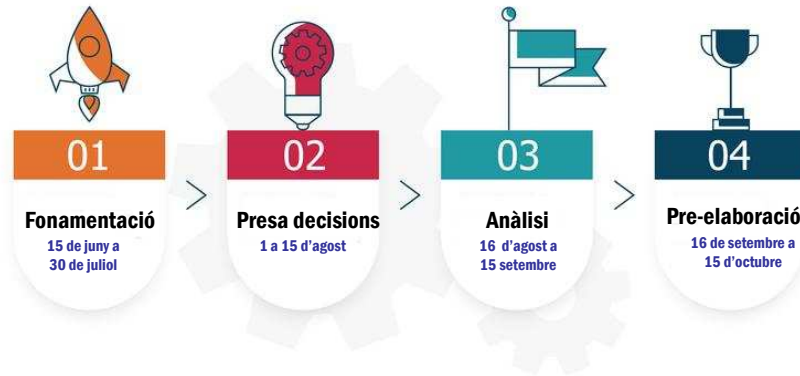 01
Fonamentació
15 de juny a
30 de juliol
02
Presa decisions
1 a 15 d'agost
03
Anàlisi
16 d'agost a
15 setembre
04
Pre-elaboració
16 de setembre a
15 d'octubre